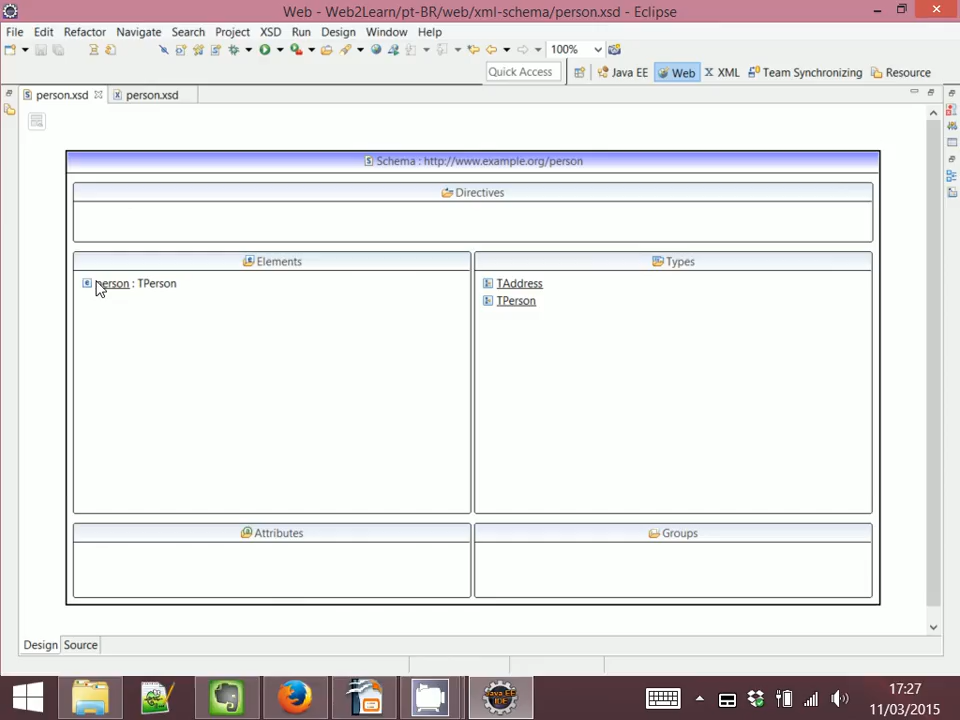 Web - Web2Learn/pt-BR/web/xml-schema/person.xsd - Eclipse
File Edit Refactor Navigate Search Project XSD Run Design Window Help
100%
Quick Access Java EE Web XML Team Synchronizing Resource
person.xsd person.xsd
Schema : http://www.example.org/person
Directives
Elements Types
person : TPerson TAddress
TPerson
Attributes Groups
Design Source
17:27
11/03/2015